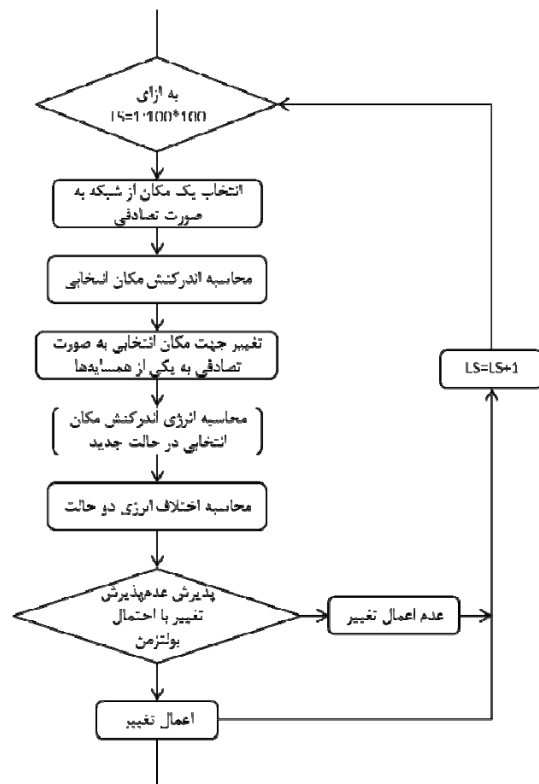 به ازای
LS=1:100*100
انتخاب یک مکان از شبکه به
صورت تصادفی
محاسبه اندرکنش مکان انتخابی
تغییر جهت مکان انتخابی به صورت
تصادفی به یکی از همسایه‌ها
محاسبه انرژی اندرکنش مکان
انتخابی در حالت جدید
محاسبه اختلاف انرژی دو حالت
پذیرش عدم‌پذیرش
تغییر با احتمال
بولتزمن
عدم اعمال تغییر
اعمال تغییر
LS=LS+1